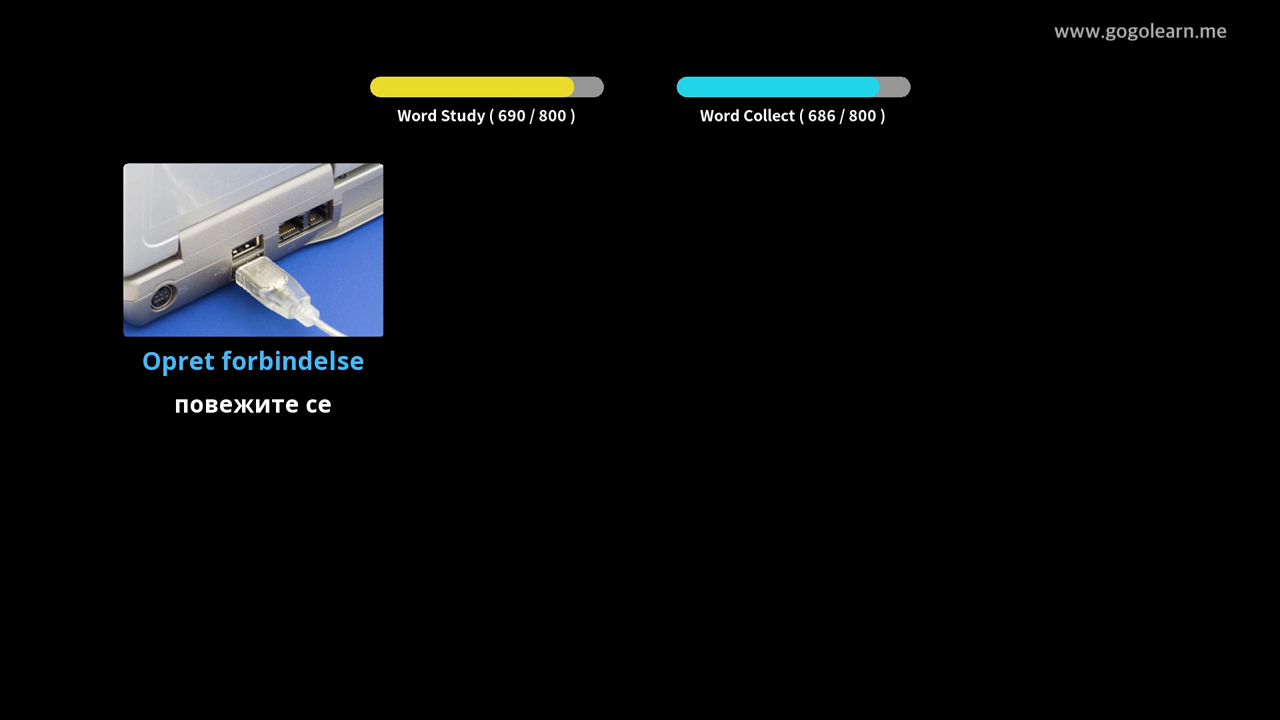 www.gogolearn.me
Word Study ( 690 / 800 )
Word Collect ( 686 / 800 )
Opret forbindelse
повежите се